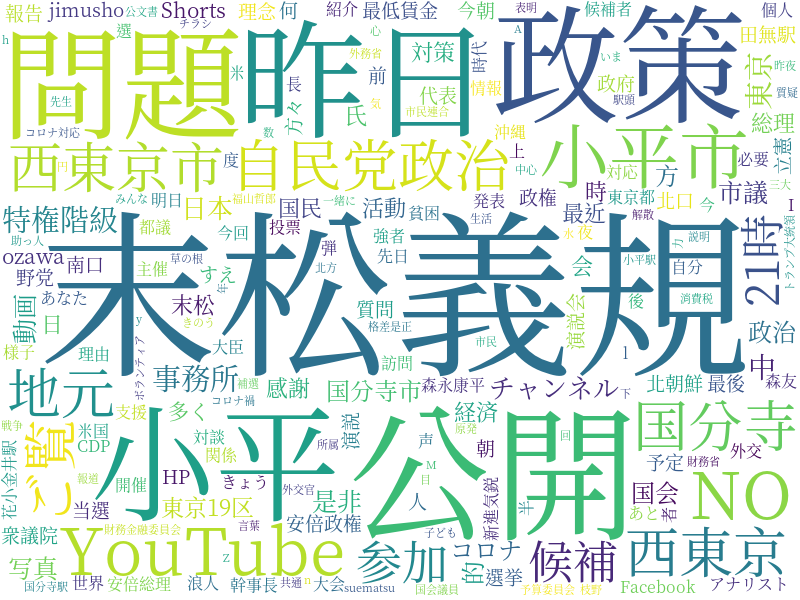 報告
jimusho
公文書
チラシ
Shorts
理念
何
紹介
最低賃金
今朝
表明
候補者
個人
問題
昨日
政策
選
米
外務省
心
対策
前
時代
A
いま
田無駅
昨夜
質疑
先生
コロナ対応
長
方々
代表
氏
情報
気
政府
駅頭
総理
東京
数
市民連合
沖縄
西東京市
度
自民党政治
上
小平市
方
対応
必要
立憲
三大
円
中心
みんな
明日
日本
国民
活動
貧困
発表
政権
時
東京都
北口
今
市議
I
特権階級
都議
今回
投票
弾
強者
生活
最近
解散
21時
トランプ大統領
助っ人
草の根
一緒に
水
夜
力
説明
ozawa
南口
野党
主催
すえ
北方
先日
会
小平駅
自分
動画
あなた
日
末松
きのう
年
質問
格差是正
演説会
後
消費税
末松義規
様子
理由
y
ボランティア
大臣
市民
訪問
l
政治
中
地元
事務所
補選
コロナ禍
感謝
国分寺市
森永康平
チャンネル
下
北朝鮮
最後
森友
戦争
支援
多く
小平
公開
国分寺
花小金井駅
ご覧
米国
CDP
対談
関係
演説
経済
声
原発
回
外交
報道
開催
HP
きょう
所属
朝
M
目
予定
財務省
NO
当選
東京19区
外交官
是非
人
新進気鋭
半
国会
者
あと
衆議院
財務金融委員会
言葉
安倍政権
子ども
写真
YouTube
z
参加
的
コロナ
候補
西東京
国分寺駅
世界
安倍総理
浪人
幹事長
共通
n
大会
suematsu
選挙
国会議員
予算委員会
枝野
Facebook
アナリスト
h
福山哲郎